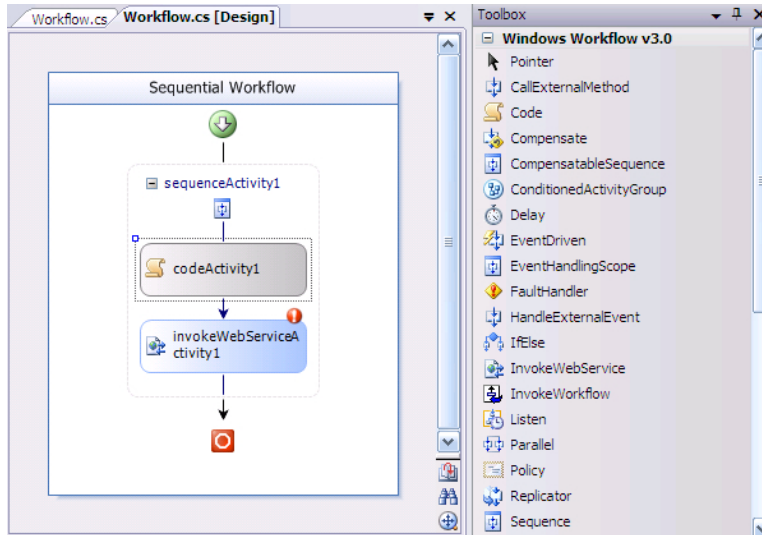 Workflow.cs
Workflow.cs [Design]
Sequential Workflow
sequenceActivity1
codeActivity1
invokeWebServiceA
ctivity1
Toolbox
Windows Workflow v3.0
Pointer
CallExternalMethod
Code
Compensate
CompensatableSequence
ConditionedActivityGroup
Delay
EventDriven
EventHandlingScope
FaultHandler
HandleExternalEvent
IfElse
InvokeWebService
InvokeWorkflow
Listen
Parallel
Policy
Replicator
Sequence